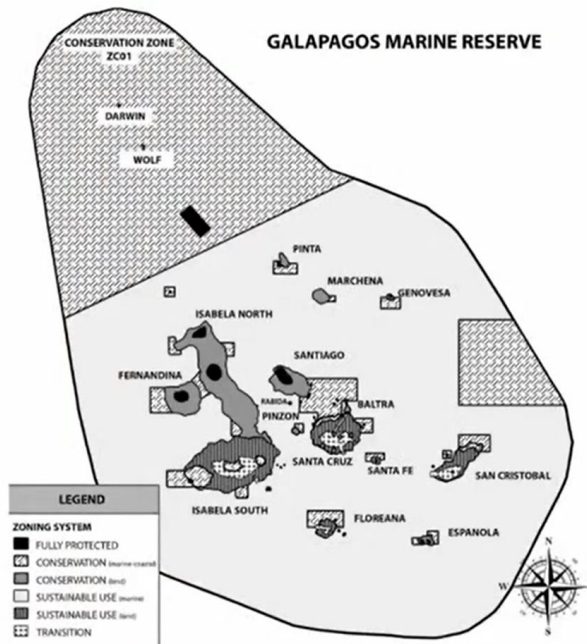 GALAPAGOS MARINE RESERVE
CONSERVATION ZONE
ZC01
DARWIN
WOLF
PINTA
MARCHENA
GENOVESA
ISABELA NORTH
SANTIAGO
FERNANDINA
RABIDA
BALTRA
PINZON
SANTA CRUZ
SANTA FE
SAN CRISTOBAL
ISABELA SOUTH
FLOREANA
ESPANOLA
LEGEND
ZONING SYSTEM
FULLY PROTECTED
CONSERVATION (marine-coastal)
CONSERVATION (land)
SUSTAINABLE USE (marine)
SUSTAINABLE USE (land)
TRANSITION
N
W
E
S